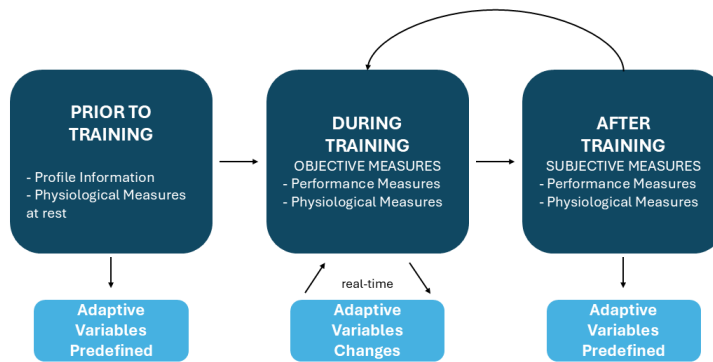 PRIOR TO
TRAINING
- Profile Information
- Physiological Measures
at rest
DURING
TRAINING
OBJECTIVE MEASURES
- Performance Measures
- Physiological Measures
AFTER
TRAINING
SUBJECTIVE MEASURES
- Performance Measures
- Physiological Measures
real-time
Adaptive
Variables
Predefined
Adaptive
Variables
Changes
Adaptive
Variables
Predefined